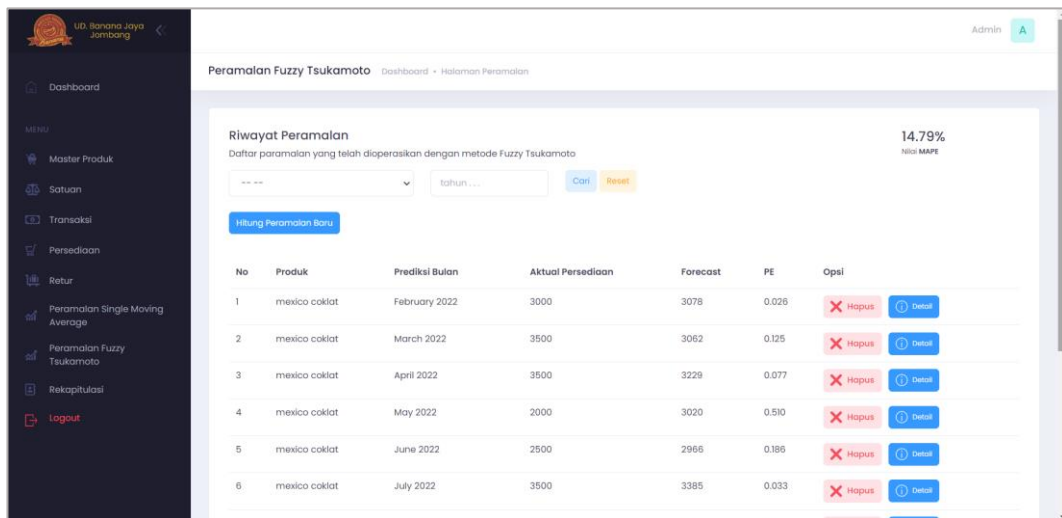 UD. Banana Jaya
Jombang
Admin
A
Peramalan Fuzzy Tsukamoto Dashboard • Halaman Peramalan
Dashboard
MENU
Master Produk
Satuan
Transaksi
Persediaan
Retur
Peramalan Single Moving
Average
Peramalan Fuzzy
Tsukamoto
Rekapitulasi
Logout
Riwayat Peramalan
Daftar paramalan yang telah dioperasikan dengan metode Fuzzy Tsukamoto
14.79%
Nilai MAPE
-- -- tahun . . . Cari Reset
Hitung Peramalan Baru
No Produk Prediksi Bulan Aktual Persediaan Forecast PE Opsi
1 mexico coklat February 2022 3000 3078 0.026 Hapus Detail
2 mexico coklat March 2022 3500 3062 0.125 Hapus Detail
3 mexico coklat April 2022 3500 3229 0.077 Hapus Detail
4 mexico coklat May 2022 2000 3020 0.510 Hapus Detail
5 mexico coklat June 2022 2500 2966 0.186 Hapus Detail
6 mexico coklat July 2022 3500 3385 0.033 Hapus Detail